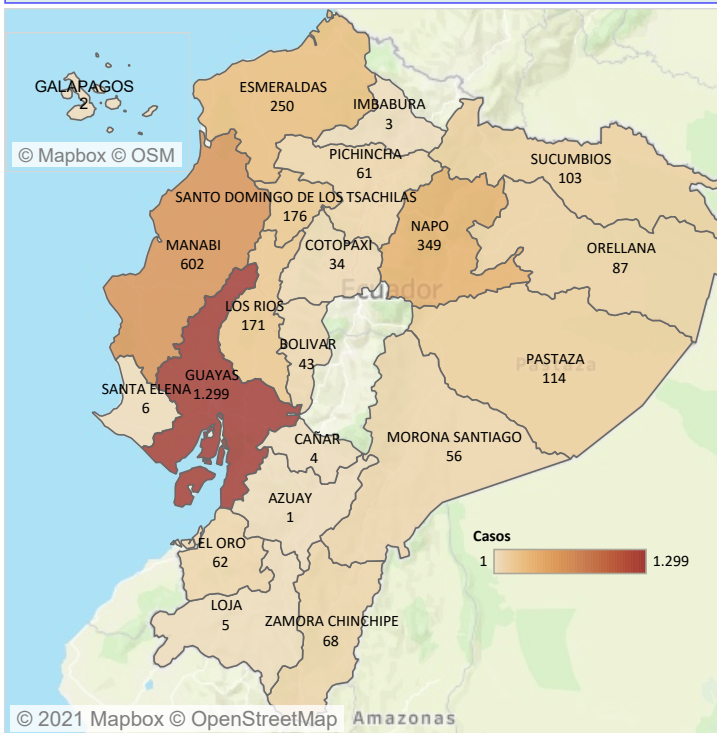 GALAPAGOS
2
© Mapbox © OSM
ESMERALDAS
250
IMBABURA
3
PICHINCHA
61
SUCUMBIOS
103
SANTO DOMINGO DE LOS TSACHILAS
176
NAPO
349
MANABI
602
COTOPAXI
34
ORELLANA
87
Ecuador
LOS RIOS
171
BOLIVAR
43
Pastaza
PASTAZA
114
GUAYAS
1.299
SANTA ELENA
6
CAÑAR
4
MORONA SANTIAGO
56
AZUAY
1
EL ORO
62
Casos
1
1.299
LOJA
5
ZAMORA CHINCHIPE
68
© 2021 Mapbox © OpenStreetMap
Amazonas